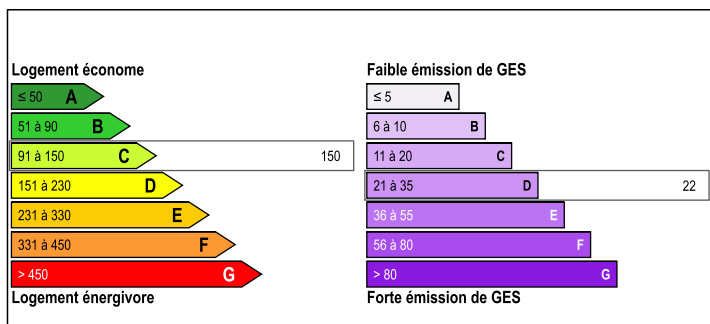 Logement économe
≤ 50 A
51 à 90 B
91 à 150 C 150
151 à 230 D
231 à 330 E
331 à 450 F
> 450 G
Logement énergivore
Faible émission de GES
≤ 5 A
6 à 10 B
11 à 20 C
21 à 35 D 22
36 à 55 E
56 à 80 F
> 80 G
Forte émission de GES